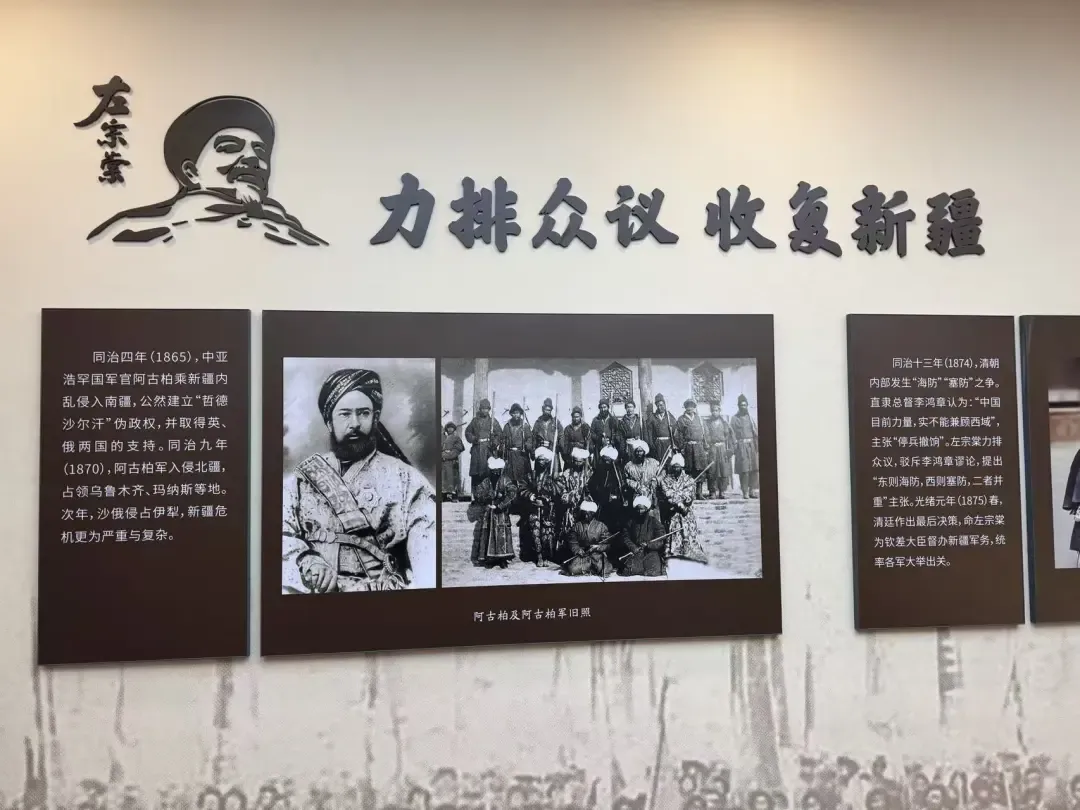 左宗棠
力排众议 收复新疆
同治四年（1865），中亚
浩罕国军官阿古柏乘新疆内
乱侵入南疆，公然建立“哲德
沙尔汗”伪政权，并取得英、
俄两国的支持。同治九年
（1870），阿古柏军入侵北疆，
占领乌鲁木齐、玛纳斯等地。
次年，沙俄侵占伊犁，新疆危
机更为严重与复杂。
阿古柏及阿古柏军旧照
同治十三年（1874），清朝
内部发生“海防”“塞防”之争。
直隶总督李鸿章认为：“中国
目前力量，实不能兼顾西域”，
主张“停兵撤饷”。左宗棠力排
众议，驳斥李鸿章谬论，提出
“东则海防，西则塞防，二者并
重”主张。光绪元年（1875）春，
清廷作出最后决策，命左宗棠
为钦差大臣督办新疆军务，统
率各军大举出关。